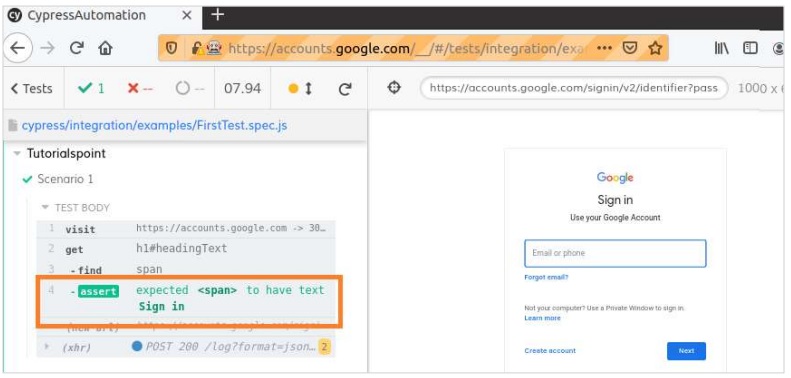 CypressAutomation
https://accounts.google.com/__/#/tests/integration/exa
Tests
1
--
--
07.94
https://accounts.google.com/signin/v2/identifier?pass
1000 x
cypress/integration/examples/FirstTest.spec.js
Tutorialspoint
Scenario 1
TEST BODY
1 visit https://accounts.google.com -> 30…
2 get h1#headingText
3 -find span
4 -assert expected <span> to have text
Sign in
(new url)
(xhr) POST 200 /log?format=json… 2
Google
Sign in
Use your Google Account
Email or phone
Forgot email?
Not your computer? Use a Private Window to sign in.
Learn more
Create account
Next